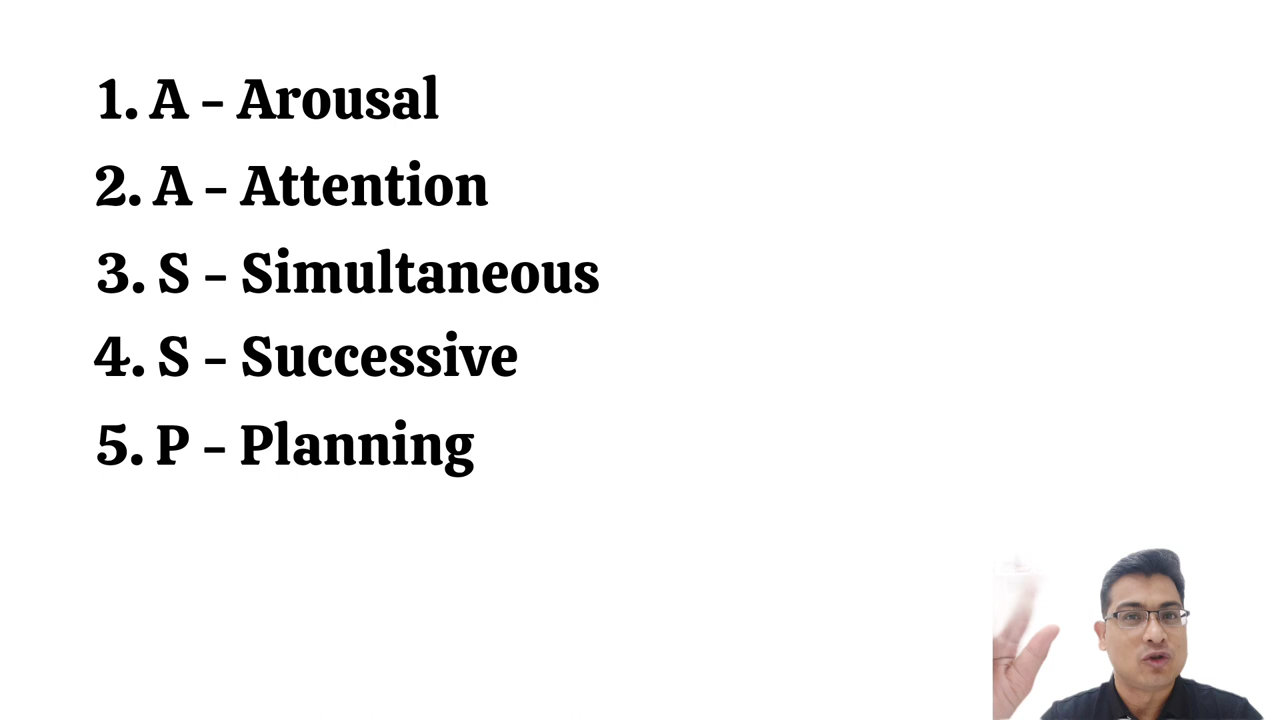 1. A - Arousal
2. A - Attention
3. S - Simultaneous
4. S - Successive
5. P - Planning